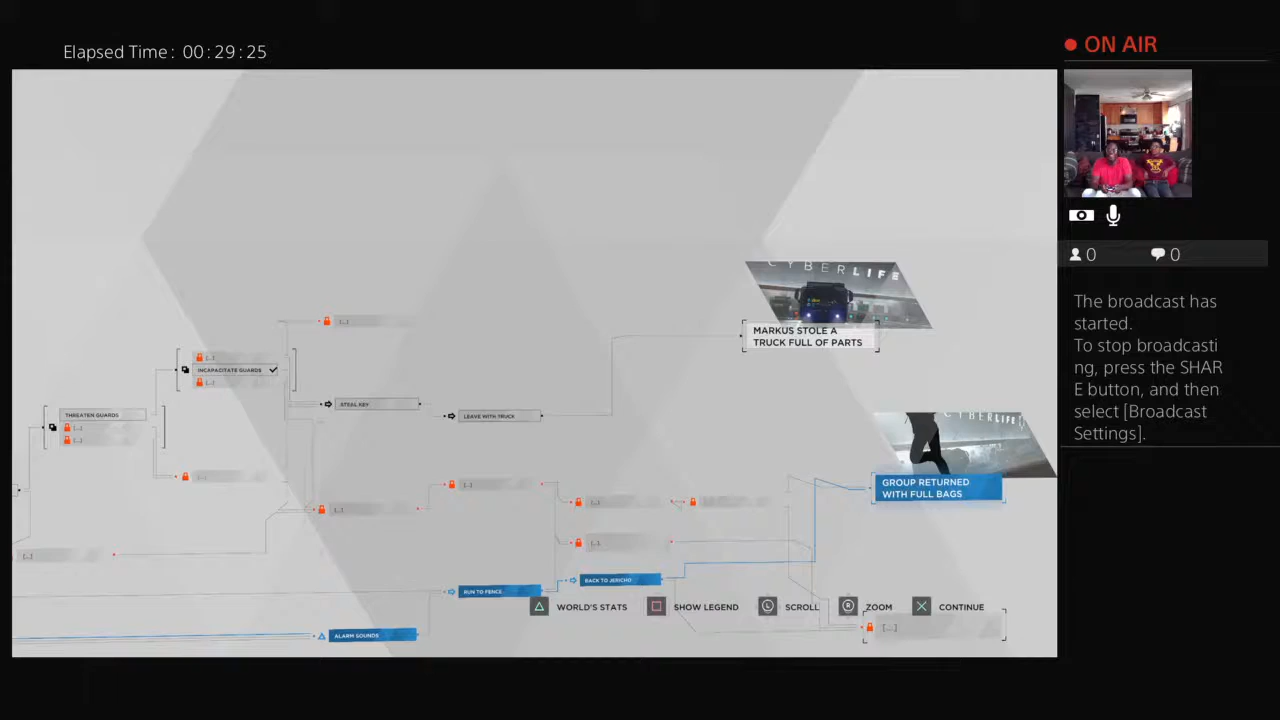 Elapsed Time: 00:29:25
ON AIR
0
0
The broadcast has
started.
To stop broadcasti
ng, press the SHAR
E button, and then
select [Broadcast
Settings].
CYBERLIFE
MARKUS STOLE A
TRUCK FULL OF PARTS
[...]
[...]
INCAPACITATE GUARDS
[...]
STEAL KEY
LEAVE WITH TRUCK
THREATEN GUARDS
[...]
[...]
CYBERLIFE
[...]
[...]
GROUP RETURNED
WITH FULL BAGS
[...]
[...]
[...]
[...]
BACK TO JERICHO
RUN TO FENCE
WORLD'S STATS
SHOW LEGEND
L
SCROLL
R
ZOOM
CONTINUE
[...]
ALARM SOUNDS